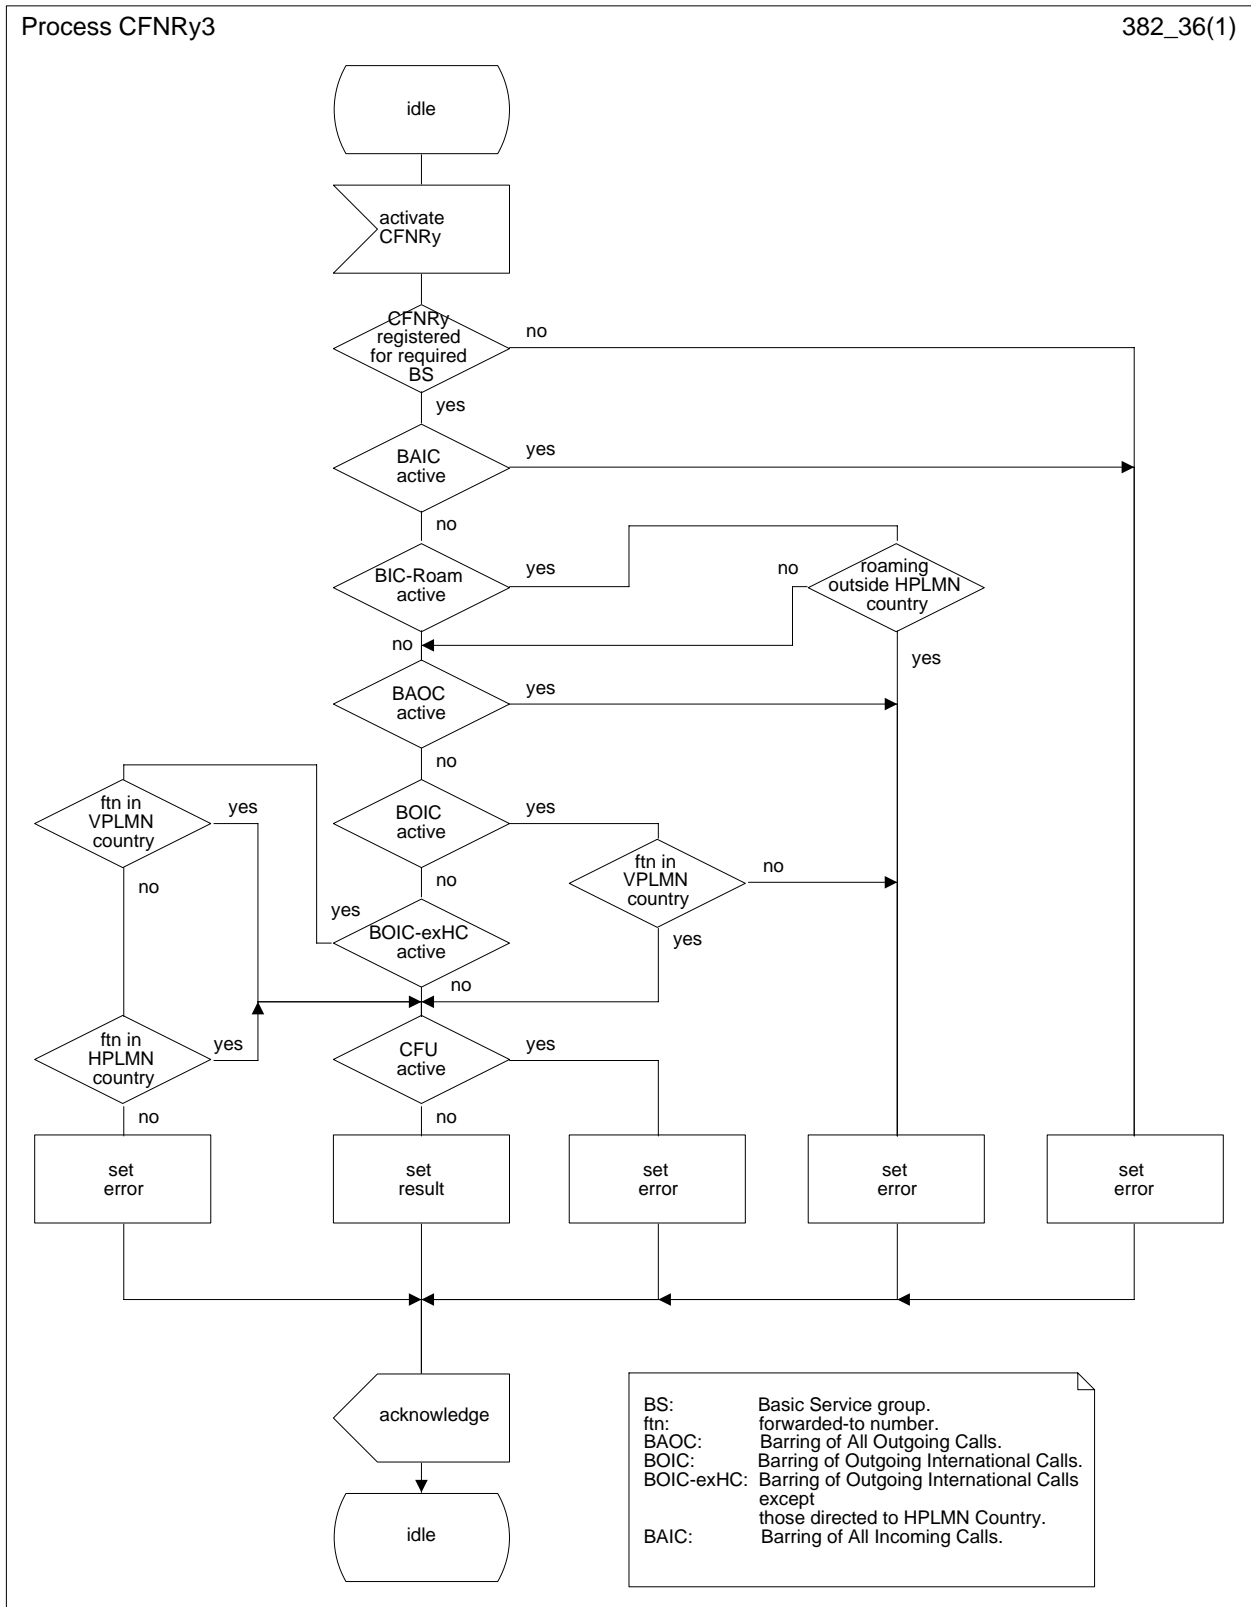 Process CFNRy3
382_36(1)
idle
activate
CFNRy
CFNRy
registered
for required
BS
no
yes
BAIC
active
yes
no
BIC-Roam
active
yes
no
roaming
outside HPLMN
country
no
yes
BAOC
active
yes
no
ftn in
VPLMN
country
yes
no
BOIC
active
yes
no
ftn in
VPLMN
country
no
yes
yes
BOIC-exHC
active
no
ftn in
HPLMN
country
yes
no
CFU
active
yes
no
set
error
set
result
set
error
set
error
set
error
acknowledge
idle
BS: Basic Service group.
ftn: forwarded-to number.
BAOC: Barring of All Outgoing Calls.
BOIC: Barring of Outgoing International Calls.
BOIC-exHC: Barring of Outgoing International Calls
except
those directed to HPLMN Country.
BAIC: Barring of All Incoming Calls.